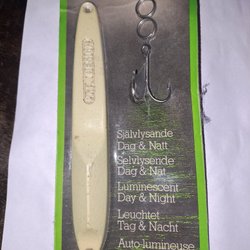 Självlysande
Dag & Natt
Selvlysende
Dag & Nat
Luminescent
Day & Night
Leuchtet
Tag & Nacht
Auto-lumineuse